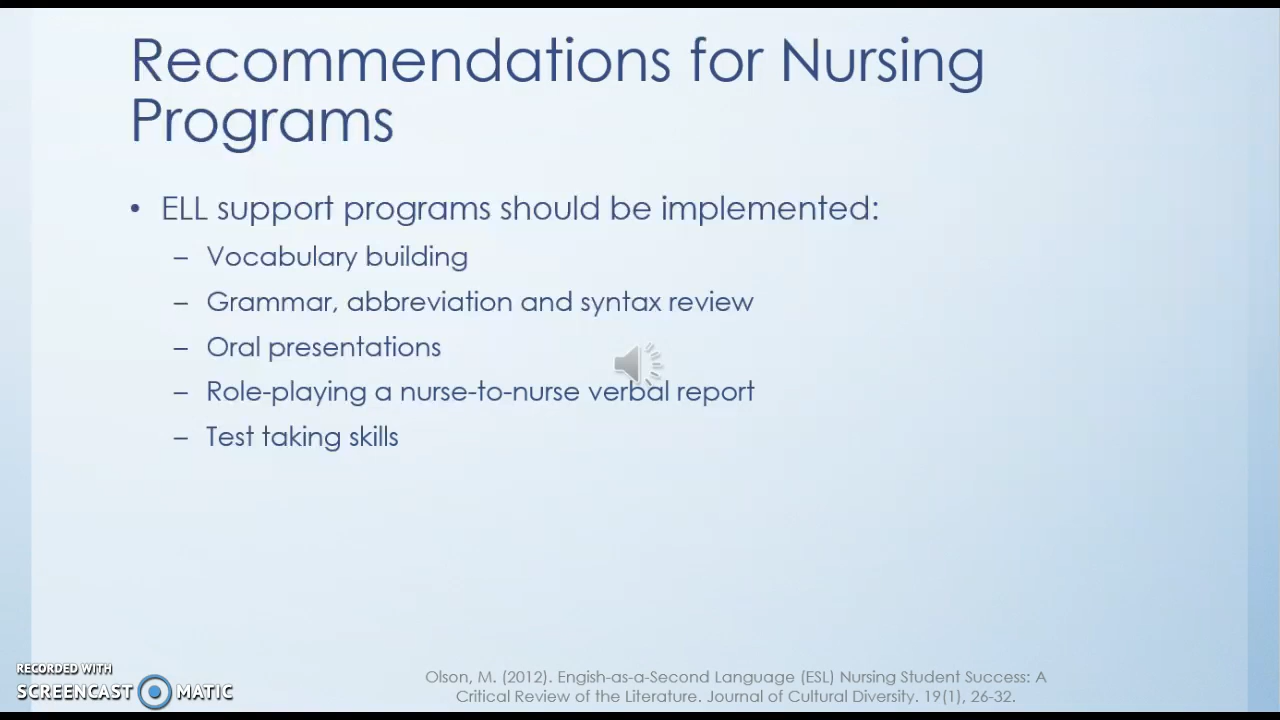 Recommendations for Nursing
Programs
• ELL support programs should be implemented:
– Vocabulary building
– Grammar, abbreviation and syntax review
– Oral presentations
– Role-playing a nurse-to-nurse verbal report
– Test taking skills
RECORDED WITH
SCREENCAST MATIC
Olson, M. (2012). Engish-as-a-Second Language (ESL) Nursing Student Success: A
Critical Review of the Literature. Journal of Cultural Diversity. 19(1), 26-32.